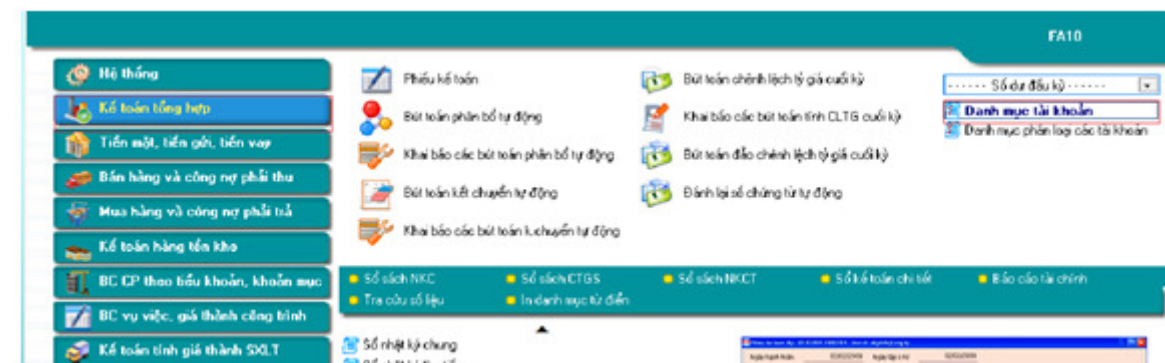 FA10
Hệ thống
Kế toán tổng hợp
Tiền mặt, tiền gửi, tiền vay
Bán hàng và công nợ phải thu
Mua hàng và công nợ phải trả
Kế toán hàng tồn kho
BC CP theo tiểu khoản, khoản mục
BC vụ việc, giá thành công trình
Kế toán tính giá thành SXLT
Phiếu kế toán
Bút toán phân bổ tự động
Khai báo các bút toán phân bổ tự động
Bút toán kết chuyển tự động
Khai báo các bút toán k.chuyển tự động
Bút toán chênh lệch tỷ giá cuối kỳ
Khai báo các bút toán tính CLTG cuối kỳ
Bút toán đảo chênh lệch tỷ giá cuối kỳ
Đánh lại số chứng từ tự động
------ Số dư đầu kỳ ------
Danh mục tài khoản
Danh mục phân loại các tài khoản
Sổ sách NKC
Sổ sách CTGS
Sổ sách NKCT
Sổ kế toán chi tiết
Báo cáo tài chính
Tra cứu số liệu
In danh mục từ điển
Sổ nhật ký chung